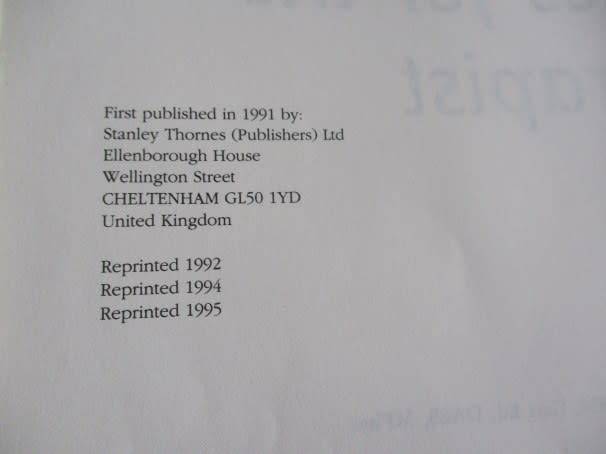 First published in 1991 by:
Stanley Thornes (Publishers) Ltd
Ellenborough House
Wellington Street
CHELTENHAM GL50 1YD
United Kingdom
Reprinted 1992
Reprinted 1994
Reprinted 1995